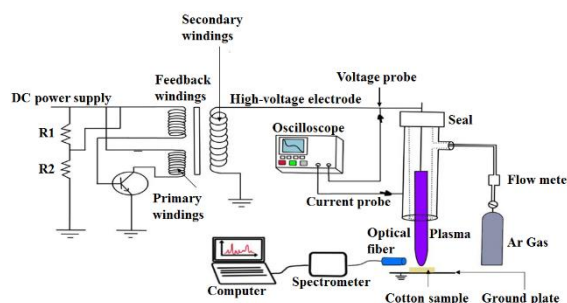 Secondary
windings
Feedback
windings
Voltage probe
DC power supply
High-voltage electrode
Seal
R1
Oscilloscope
R2
Flow mete
Primary
windings
Current probe
Optical
fiber
Plasma
Ar Gas
Computer
Spectrometer
Cotton sample
Ground plate